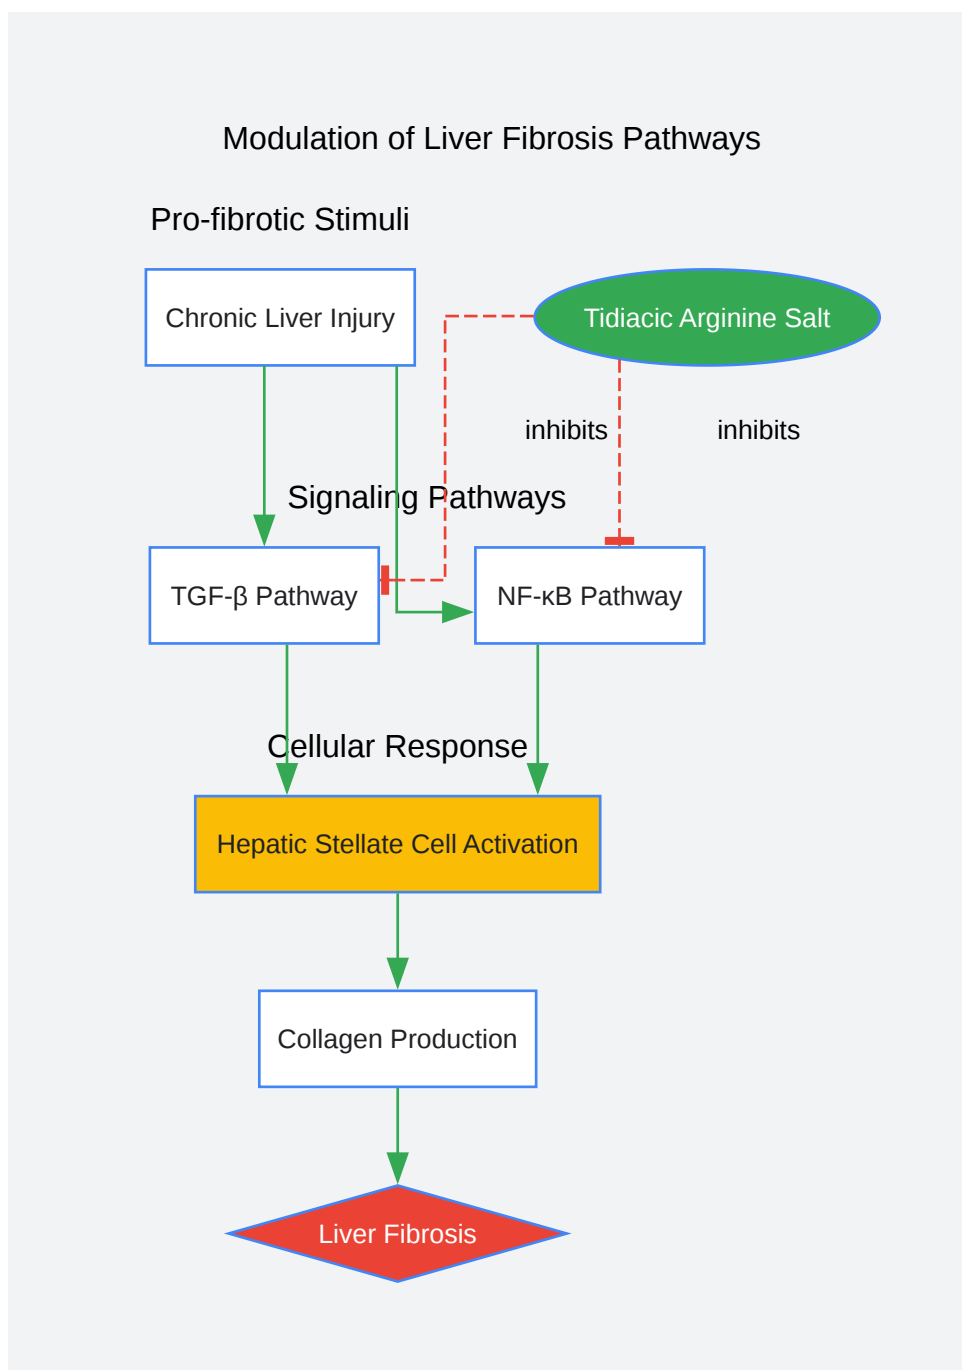 Modulation of Liver Fibrosis Pathways
Pro-fibrotic Stimuli
Chronic Liver Injury
Tidiacic Arginine Salt
inhibits
inhibits
Signaling Pathways
TGF-β Pathway
NF-κB Pathway
Cellular Response
Hepatic Stellate Cell Activation
Collagen Production
Liver Fibrosis